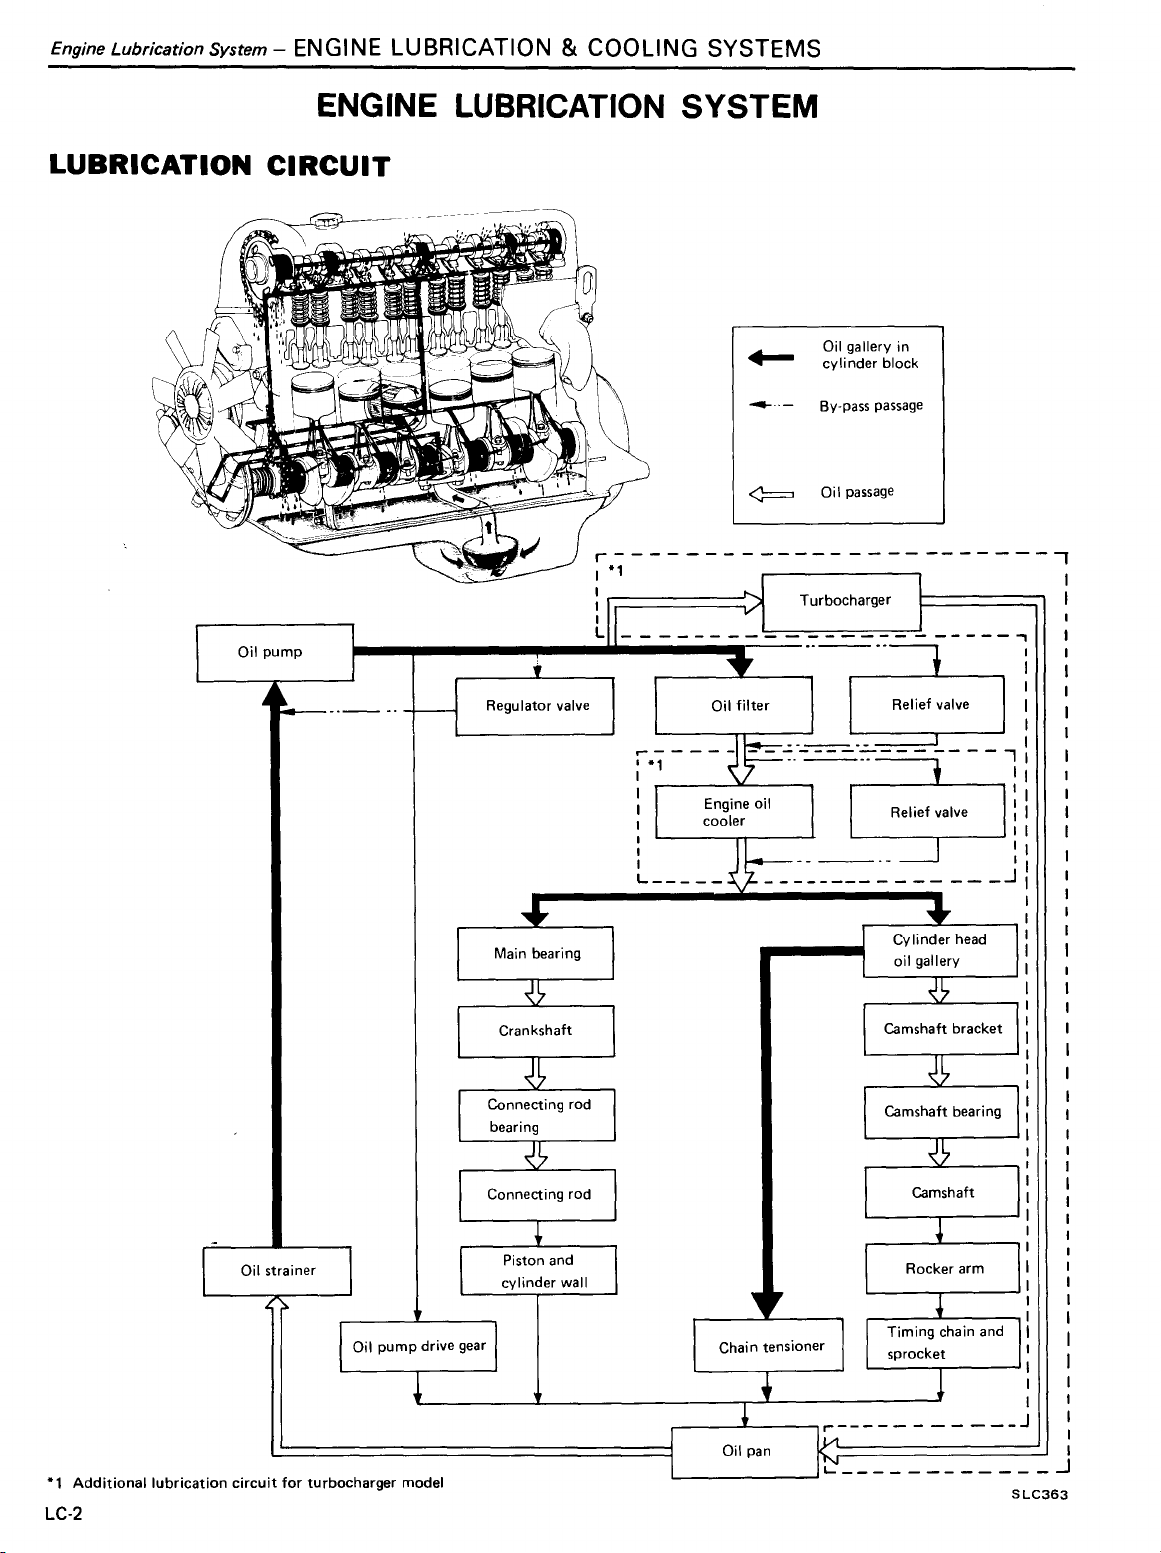 Engine Lubrication System – ENGINE LUBRICATION & COOLING SYSTEMS
ENGINE LUBRICATION SYSTEM
LUBRICATION CIRCUIT
Oil gallery in
cylinder block
By-pass passage
Oil passage
*1
Turbocharger
Oil pump
Regulator valve
Oil filter
Relief valve
*1
Engine oil
cooler
Relief valve
Main bearing
Cylinder head
oil gallery
Crankshaft
Camshaft bracket
Connecting rod
bearing
Camshaft bearing
Connecting rod
Camshaft
Oil strainer
Piston and
cylinder wall
Rocker arm
Oil pump drive gear
Chain tensioner
Timing chain and
sprocket
Oil pan
*1 Additional lubrication circuit for turbocharger model
SLC363
LC-2